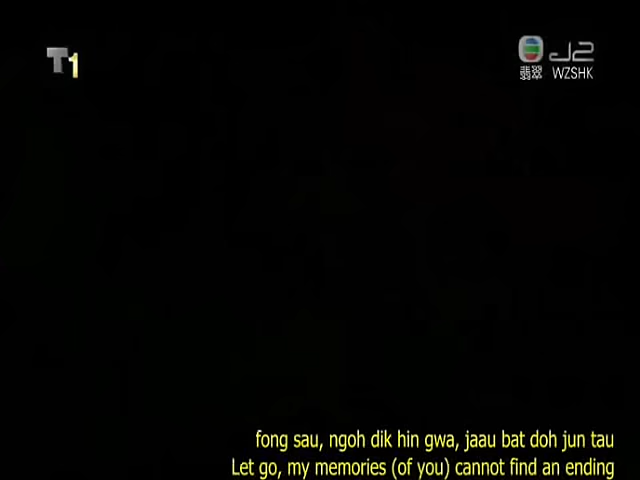 T1
J2
翡翠 WZSHK
fong sau, ngoh dik hin gwa, jaau bat doh jun tau
Let go, my memories (of you) cannot find an ending